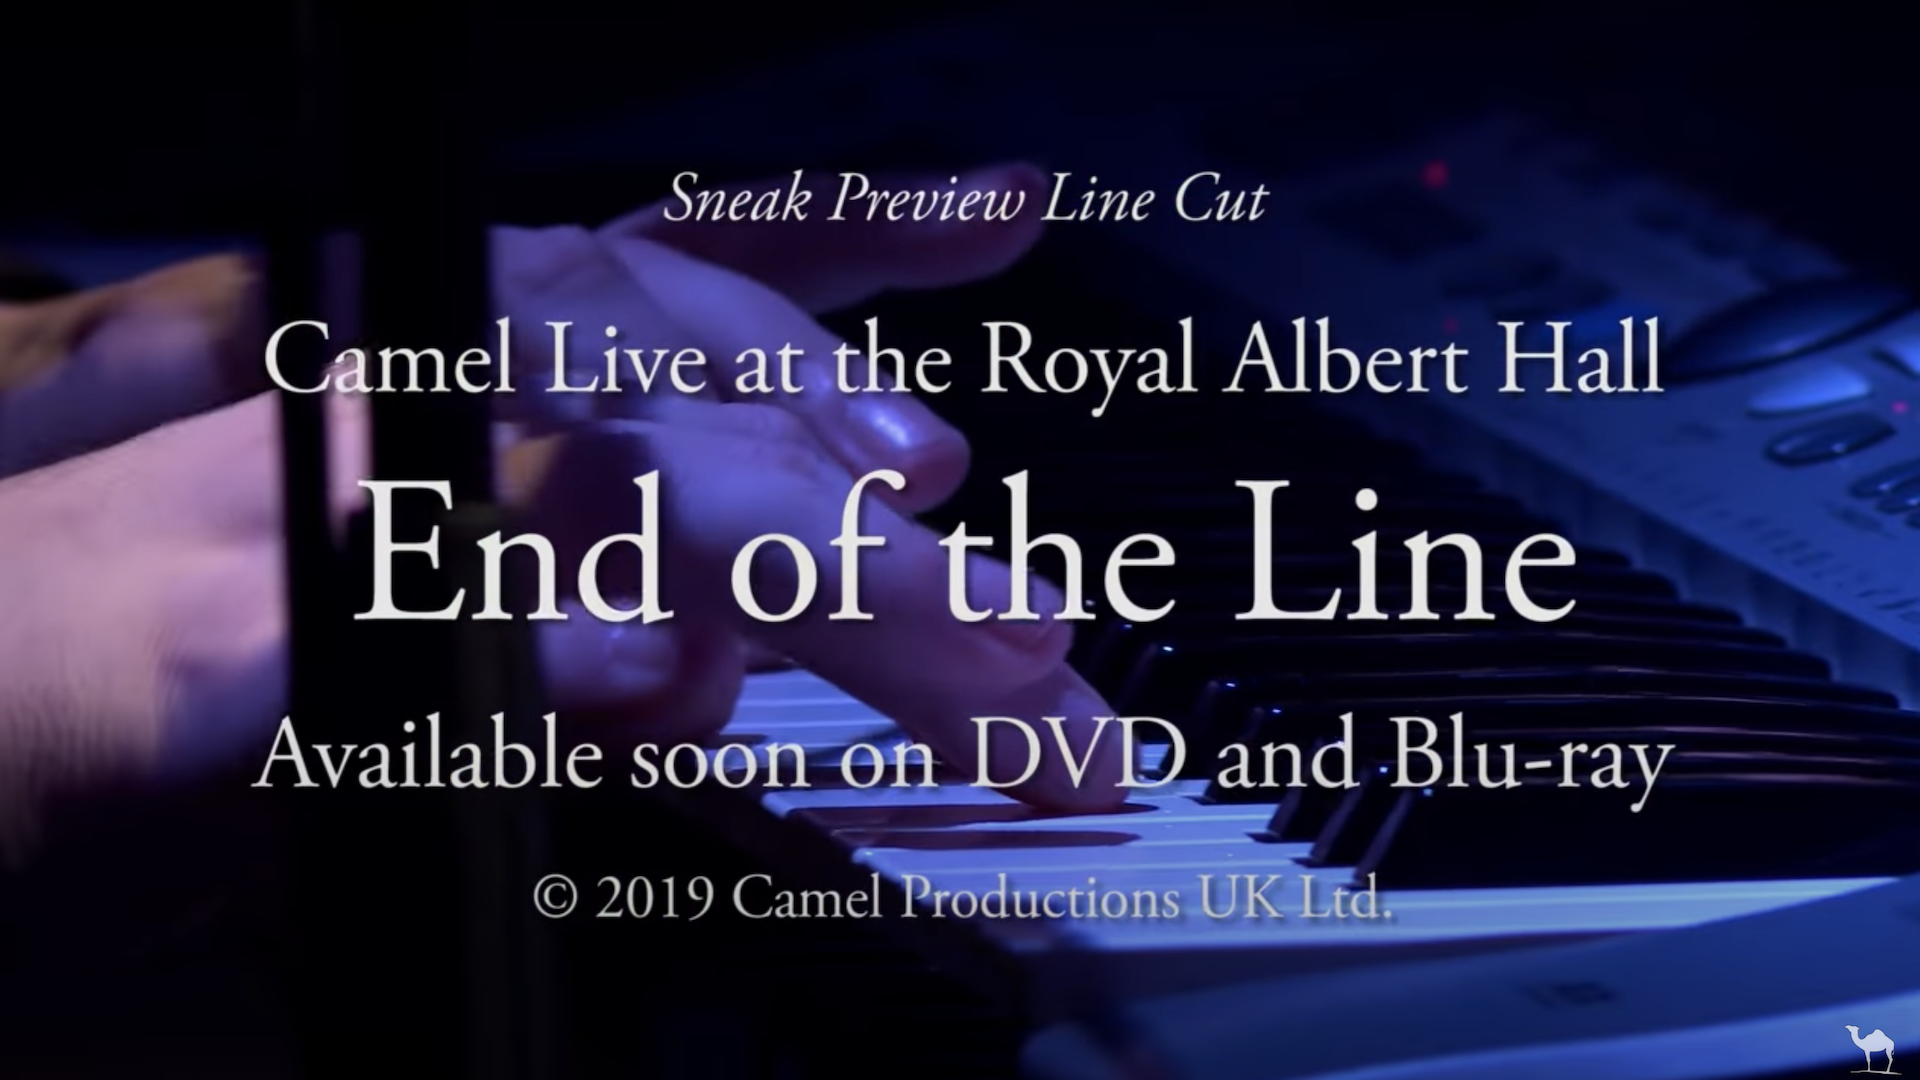 Sneak Preview Line Cut
Camel Live at the Royal Albert Hall
End of the Line
Available soon on DVD and Blu-ray
© 2019 Camel Productions UK Ltd.